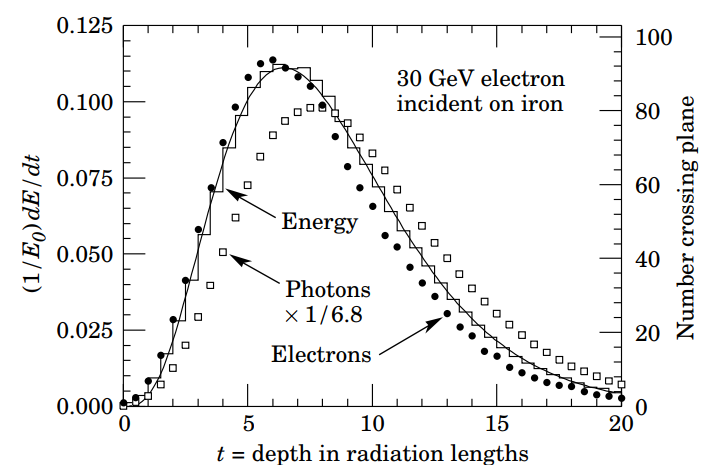 0.125
0.100
0.075
0.050
0.025
0.000
(1/E₀) dE/dt
30 GeV electron
incident on iron
Energy
Photons
× 1/6.8
Electrons
100
80
60
40
20
0
Number crossing plane
0 5 10 15 20
t = depth in radiation lengths